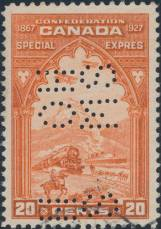 CONFEDERATION
1867 CANADA 1927
SPECIAL EXPRES
20 CENTS 20